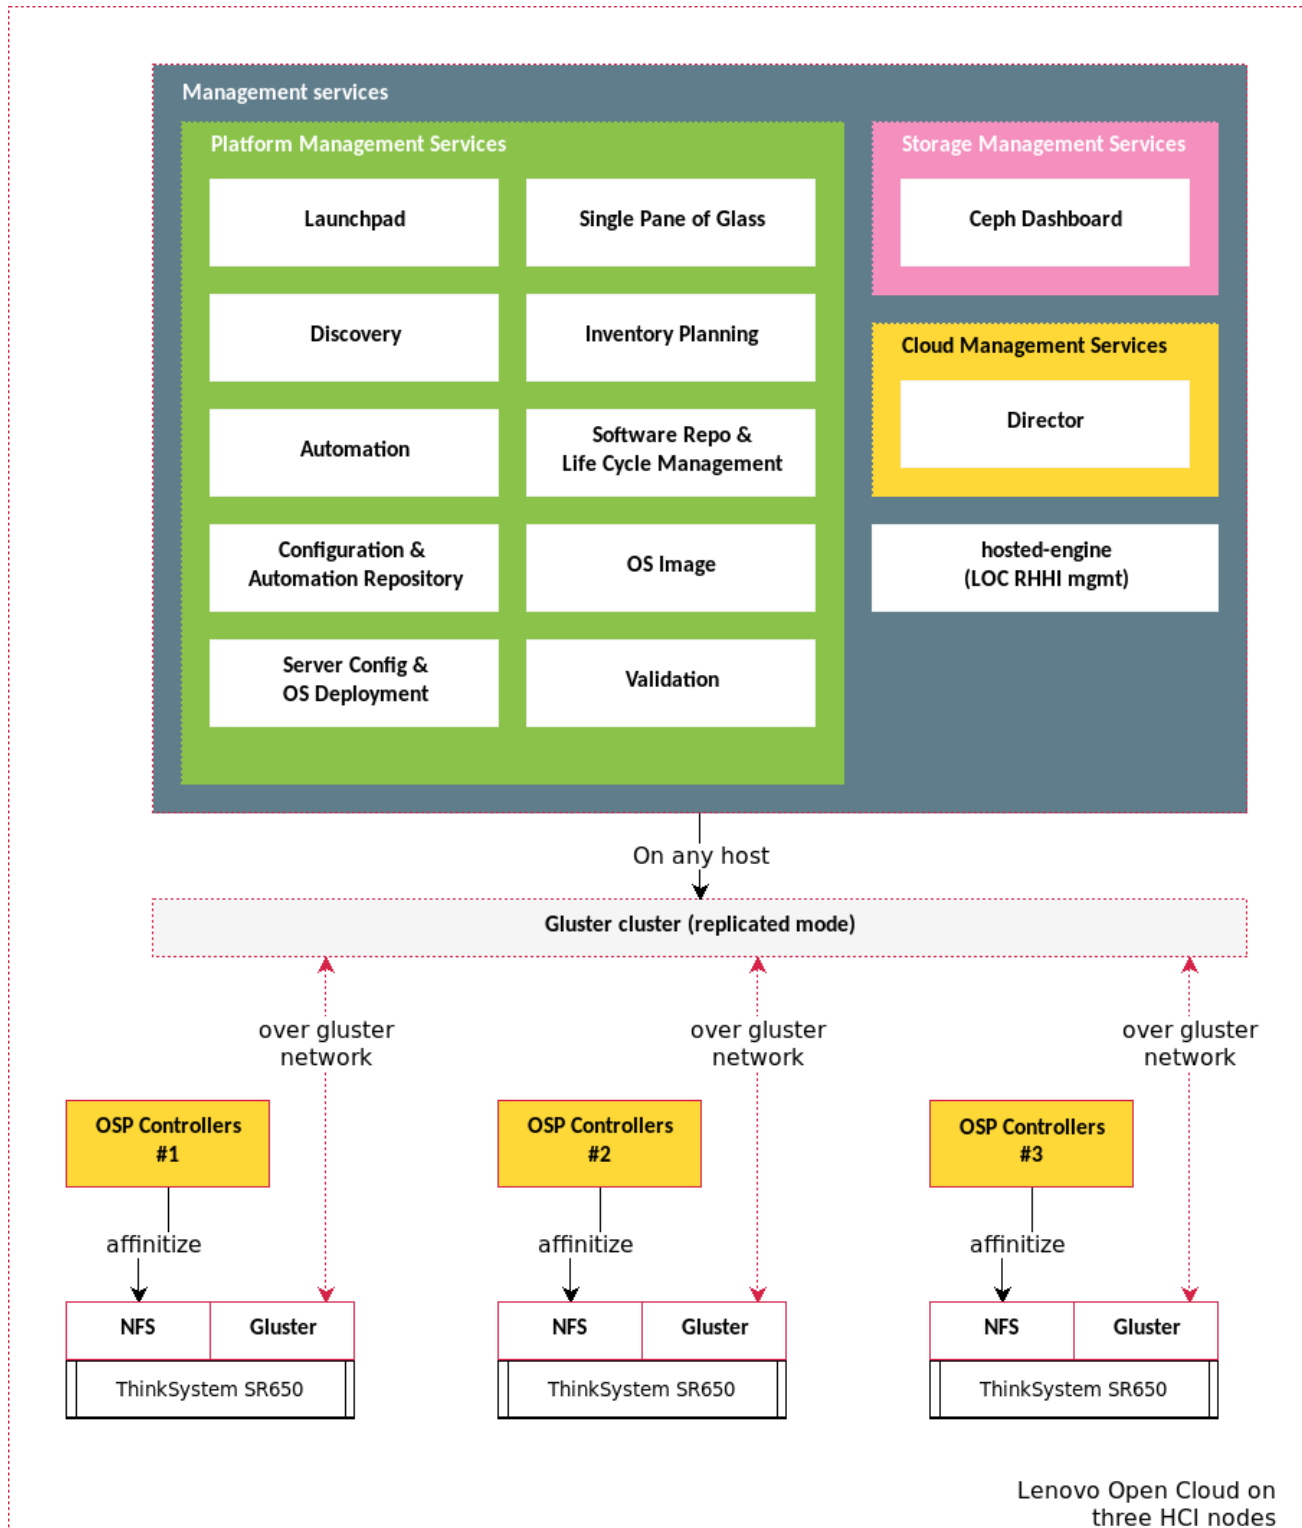 Management services
Platform Management Services
Launchpad
Single Pane of Glass
Discovery
Inventory Planning
Automation
Software Repo &
Life Cycle Management
Configuration &
Automation Repository
OS Image
Server Config &
OS Deployment
Validation
Storage Management Services
Ceph Dashboard
Cloud Management Services
Director
hosted-engine
(LOC RHHI mgmt)
On any host
Gluster cluster (replicated mode)
over gluster
network
over gluster
network
over gluster
network
OSP Controllers
#1
OSP Controllers
#2
OSP Controllers
#3
affinitize
affinitize
affinitize
NFS
Gluster
NFS
Gluster
NFS
Gluster
ThinkSystem SR650
ThinkSystem SR650
ThinkSystem SR650
Lenovo Open Cloud on
three HCI nodes